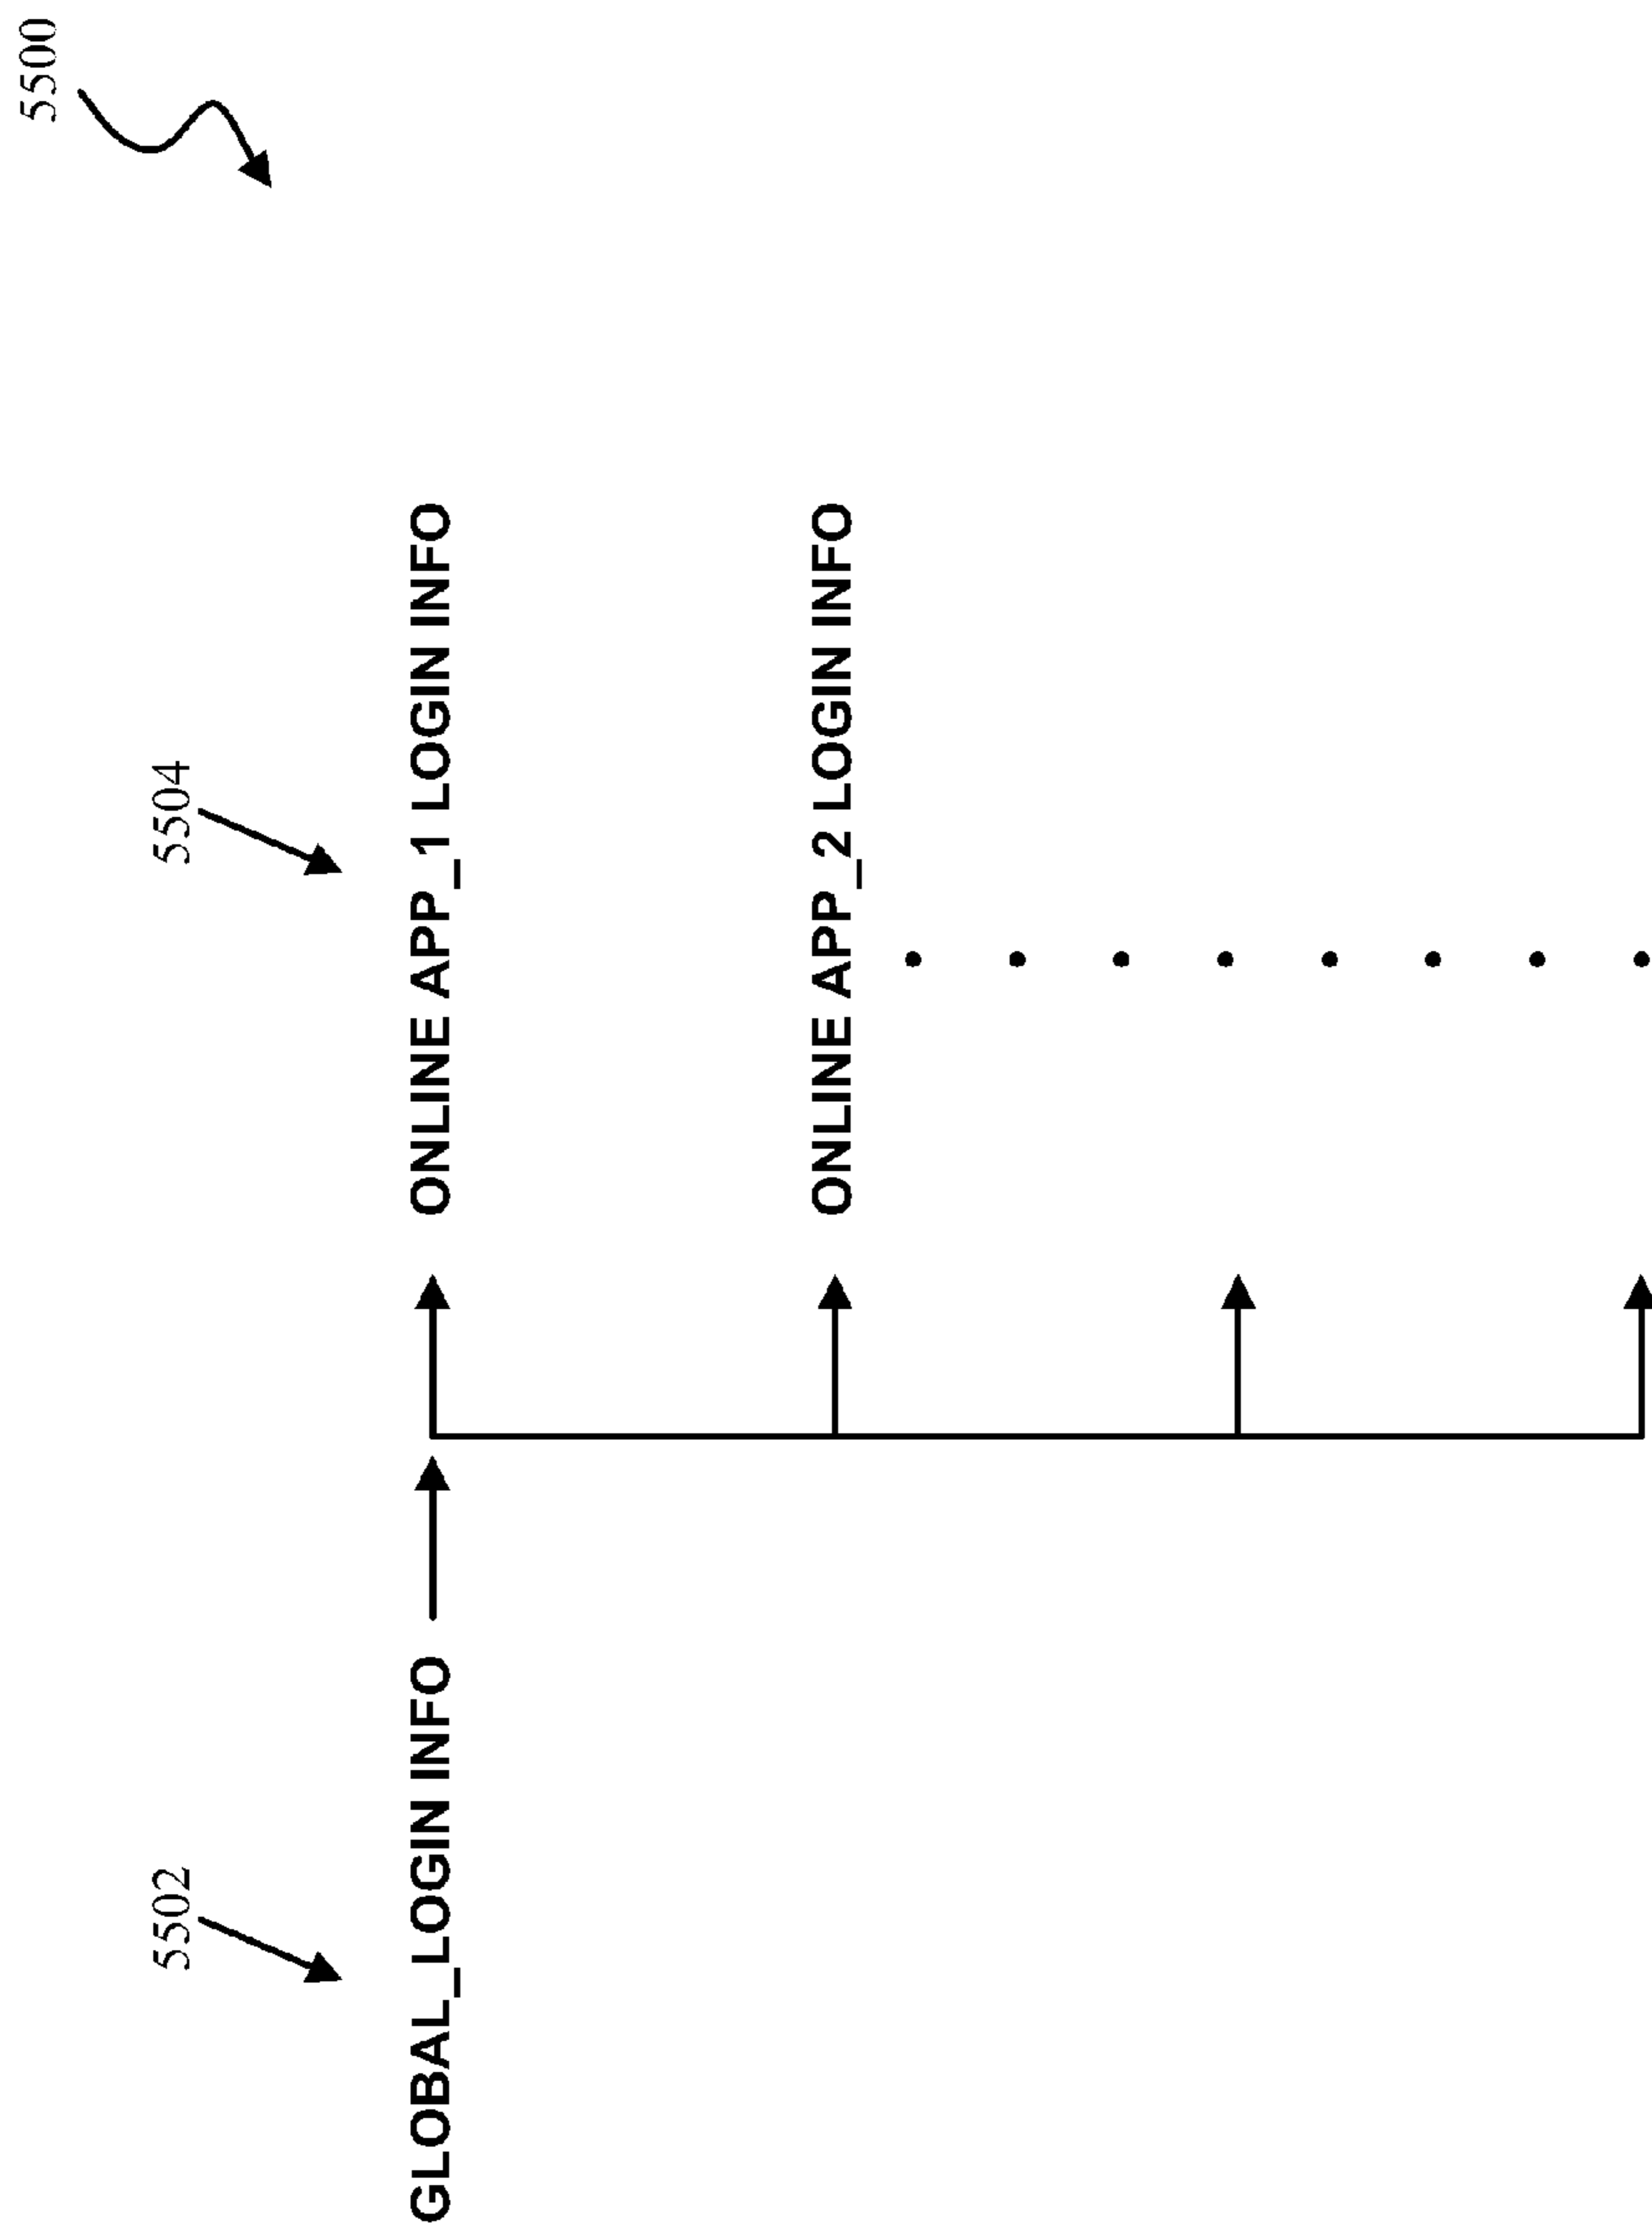 5500
5502
5504
GLOBAL_LOGIN INFO
ONLINE APP_1 LOGIN INFO
ONLINE APP_2 LOGIN INFO